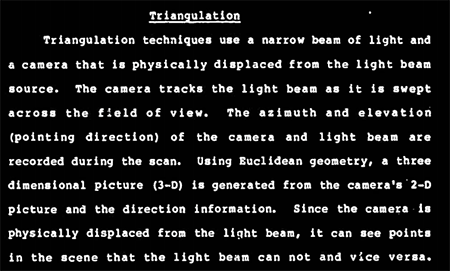 Triangulation
Triangulation techniques use a narrow beam of light and
a camera that is physically displaced from the light beam
source. The camera tracks the light beam as it is swept
across the field of view. The azimuth and elevation
(pointing direction) of the camera and light beam are
recorded during the scan. Using Euclidean geometry, a three
dimensional picture (3-D) is generated from the camera's 2-D
picture and the direction information. Since the camera is
physically displaced from the light beam, it can see points
in the scene that the light beam can not and vice versa.